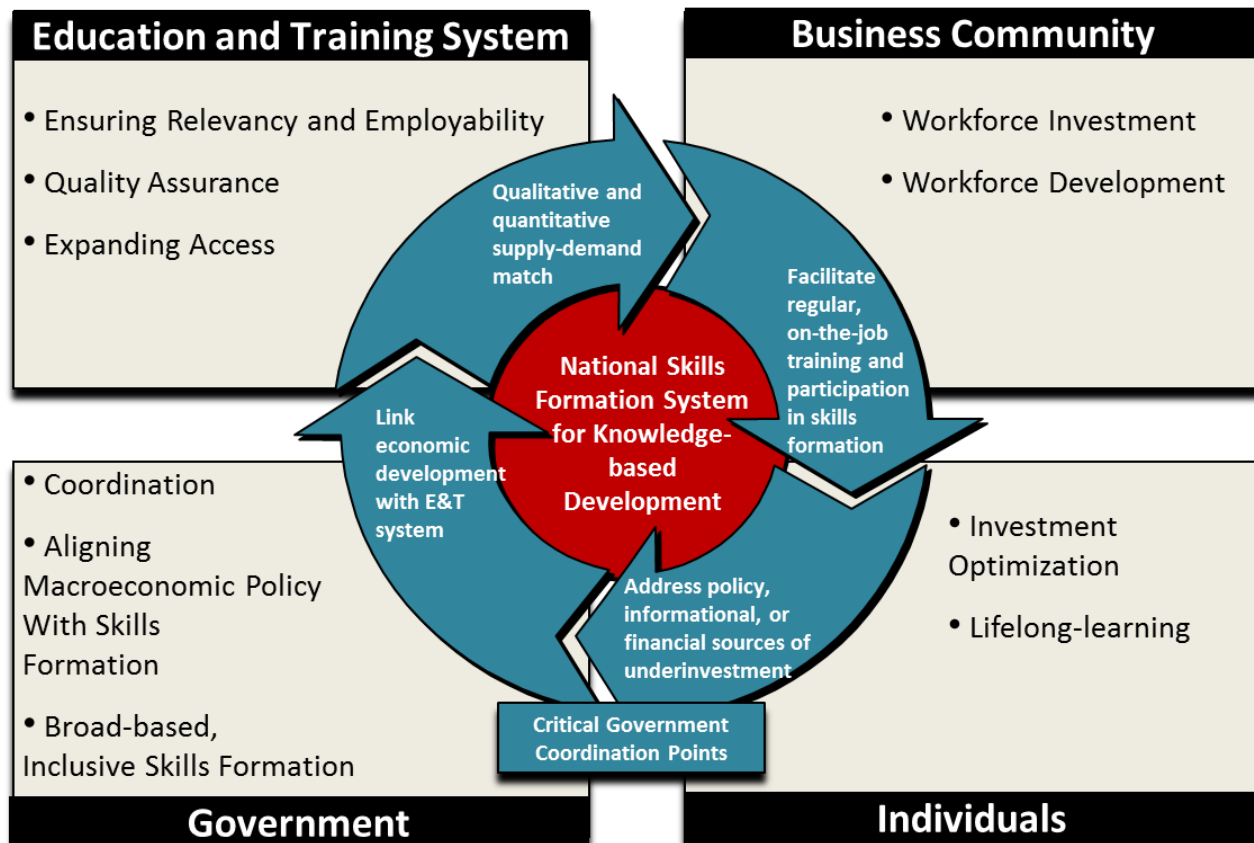 Education and Training System
• Ensuring Relevancy and Employability
• Quality Assurance
• Expanding Access
Business Community
• Workforce Investment
• Workforce Development
Qualitative and
quantitative
supply-demand
match
Facilitate
regular,
on-the-job
training and
participation
in skills
formation
National Skills
Formation System
for Knowledge-
based
Development
Link
economic
development
with E&T
system
Address policy,
informational, or
financial sources of
underinvestment
Critical Government
Coordination Points
• Coordination
• Aligning
Macroeconomic Policy
With Skills
Formation
• Broad-based,
Inclusive Skills Formation
Government
• Investment
Optimization
• Lifelong-learning
Individuals